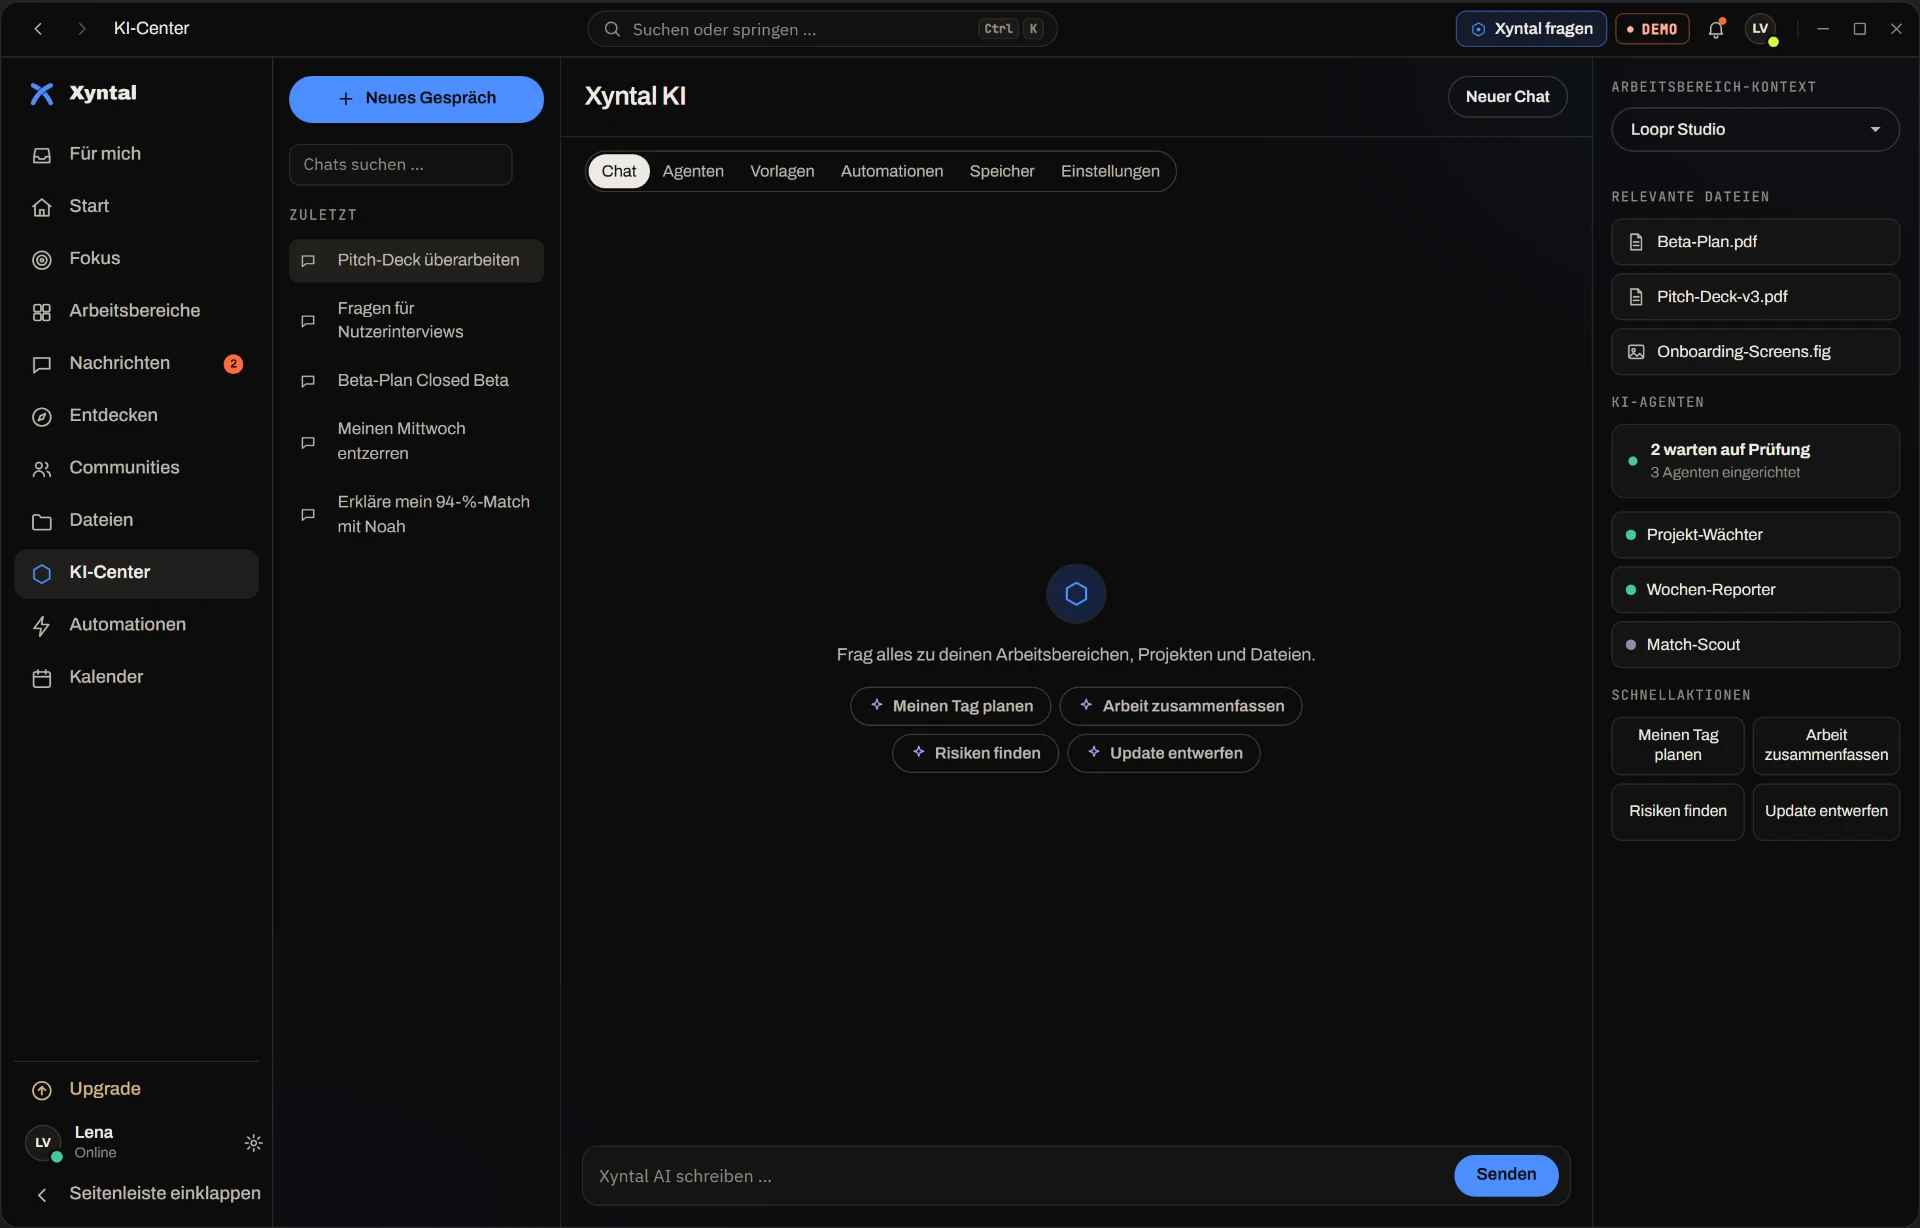 KI-Center
Suchen oder springen ...
Ctrl K
Xyntal fragen
DEMO
LV
Xyntal
Für mich
Start
Fokus
Arbeitsbereiche
Nachrichten
2
Entdecken
Communities
Dateien
KI-Center
Automationen
Kalender
Upgrade
LV
Lena
Online
Seitenleiste einklappen
Neues Gespräch
Chats suchen ...
ZULETZT
Pitch-Deck überarbeiten
Fragen für
Nutzerinterviews
Beta-Plan Closed Beta
Meinen Mittwoch
entzerren
Erkläre mein 94-%-Match
mit Noah
Xyntal KI
Neuer Chat
Chat
Agenten
Vorlagen
Automationen
Speicher
Einstellungen
Frag alles zu deinen Arbeitsbereichen, Projekten und Dateien.
Meinen Tag planen
Arbeit zusammenfassen
Risiken finden
Update entwerfen
Xyntal AI schreiben ...
Senden
ARBEITSBEREICH-KONTEXT
Loopr Studio
RELEVANTE DATEIEN
Beta-Plan.pdf
Pitch-Deck-v3.pdf
Onboarding-Screens.fig
KI-AGENTEN
2 warten auf Prüfung
3 Agenten eingerichtet
Projekt-Wächter
Wochen-Reporter
Match-Scout
SCHNELLAKTIONEN
Meinen Tag
planen
Arbeit
zusammenfassen
Risiken finden
Update entwerfen